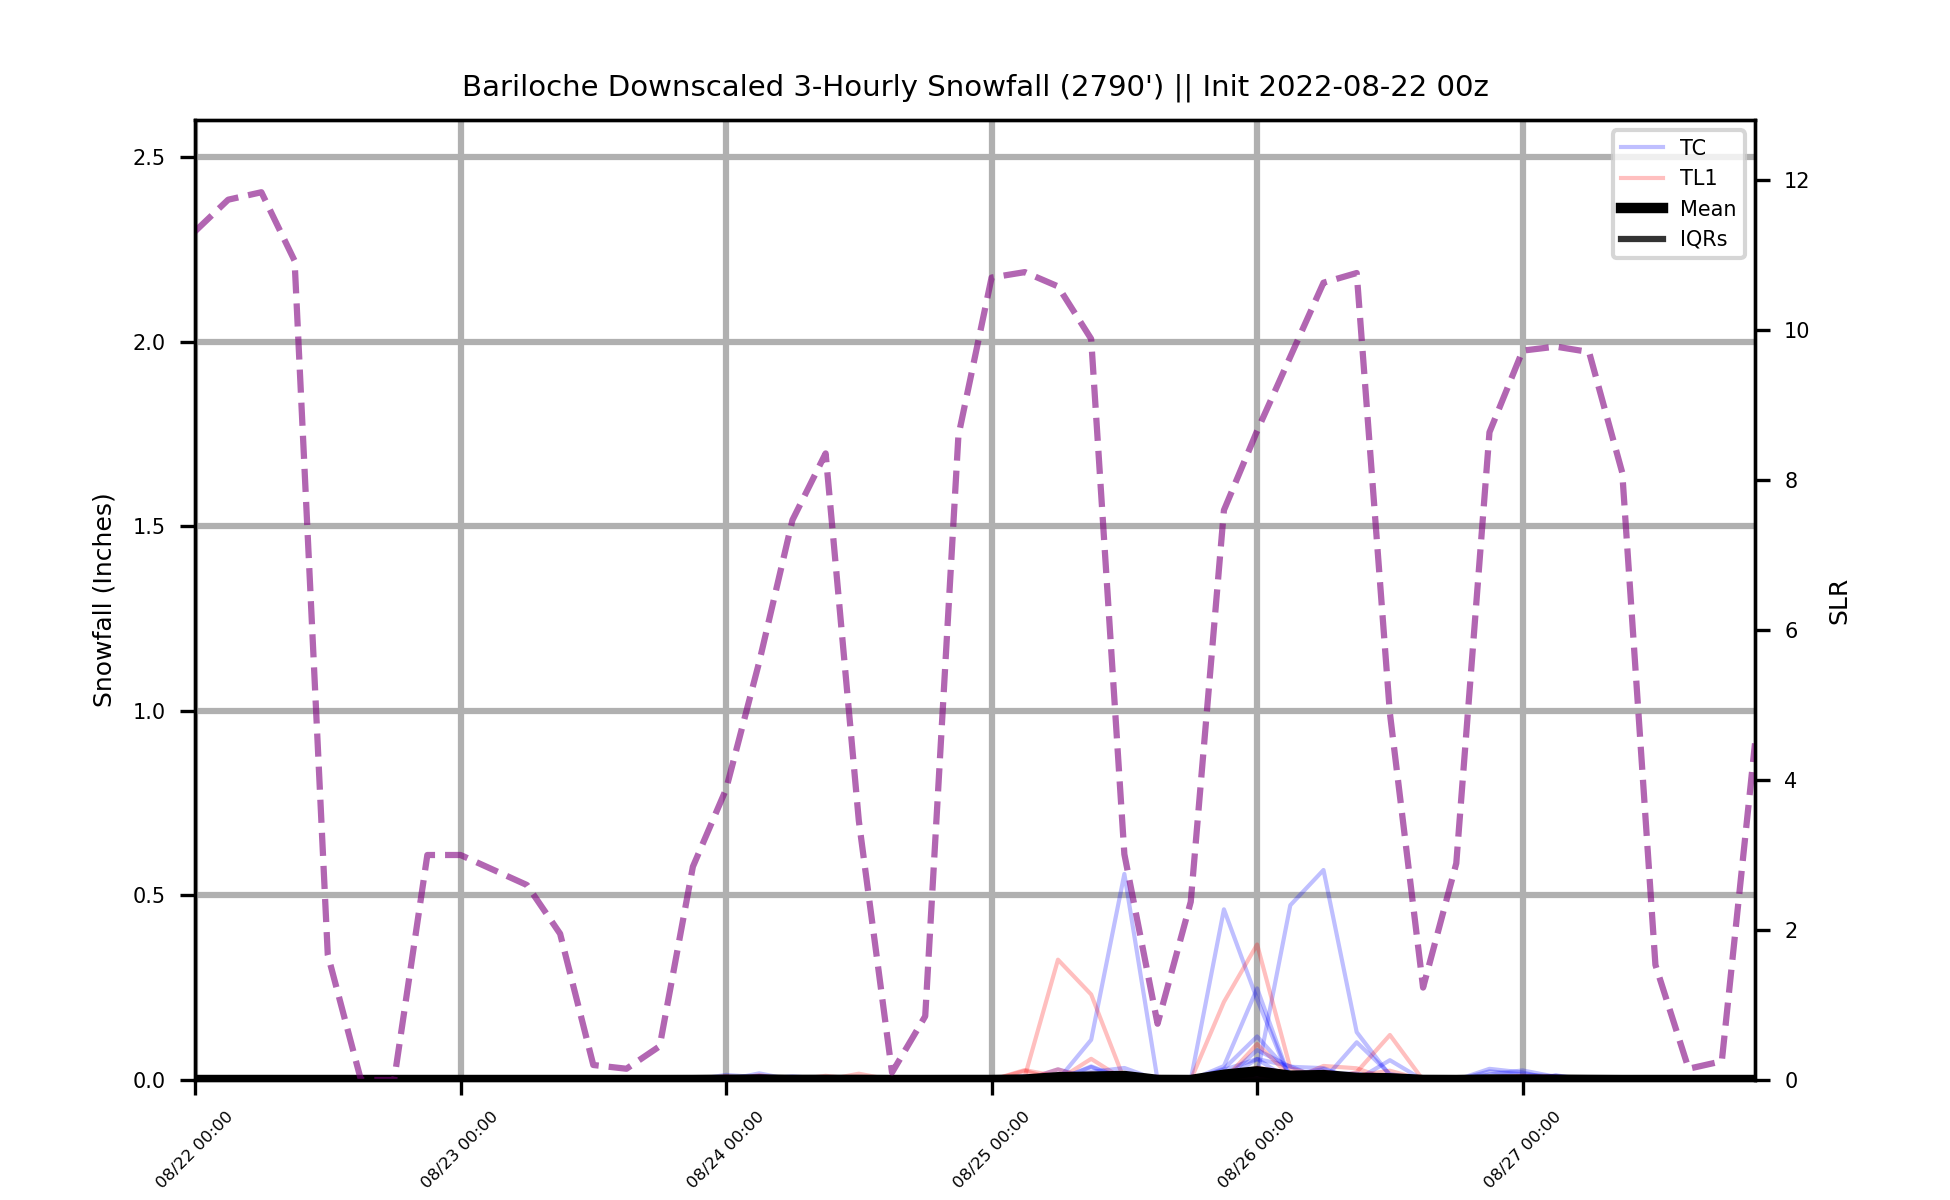 Bariloche Downscaled 3-Hourly Snowfall (2790') || Init 2022-08-22 00z
TC
TL1
Mean
IQRs
2.5
2.0
1.5
1.0
0.5
0.0
Snowfall (Inches)
12
10
8
6
4
2
0
SLR
08/22 00:00
08/23 00:00
08/24 00:00
08/25 00:00
08/26 00:00
08/27 00:00